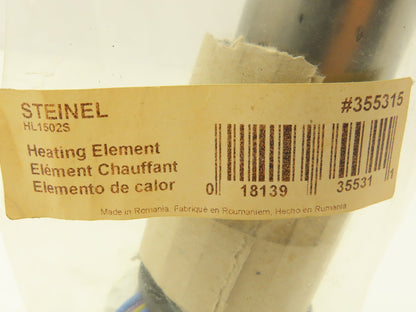 STEINEL #355315
HL1502S
Heating Element
Elément Chauffant
Elemento de calor
0 18139 35531 1
Made in Romania, Fabriqué en Roumaniem, Hecho en Rumania